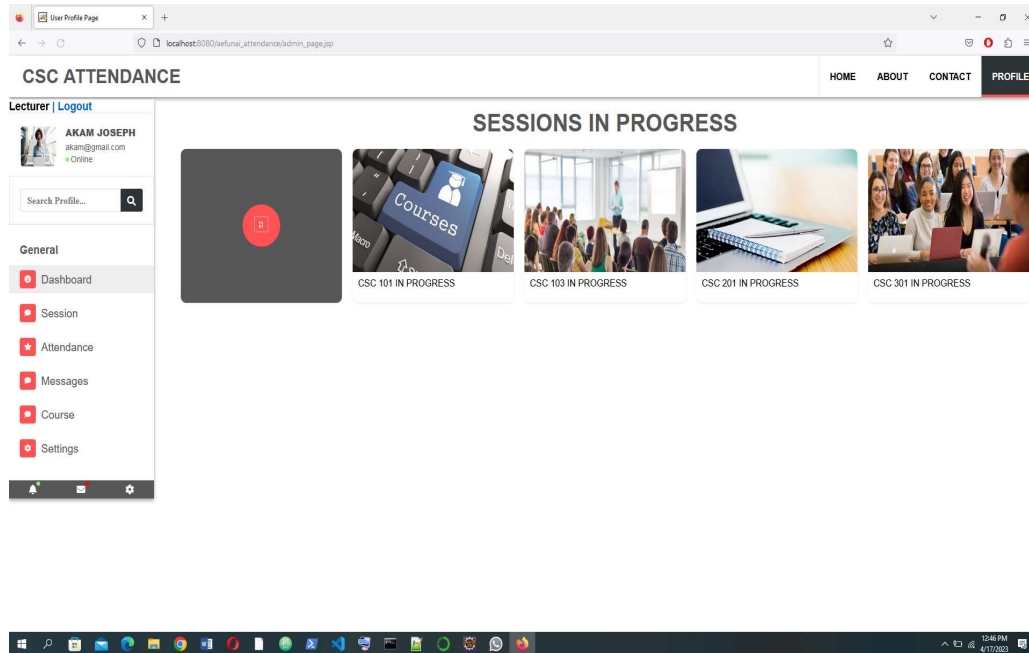 User Profile Page
localhost:8080/aefunai_attendance/admin_page.jsp
CSC ATTENDANCE
HOME ABOUT CONTACT PROFILE
Lecturer | Logout
AKAM JOSEPH
akam@gmail.com
Online
Search Profile...
General
Dashboard
Session
Attendance
Messages
Course
Settings
SESSIONS IN PROGRESS
Courses
Macro
Del
CSC 101 IN PROGRESS
CSC 103 IN PROGRESS
CSC 201 IN PROGRESS
CSC 301 IN PROGRESS
12:46 PM
4/17/2023